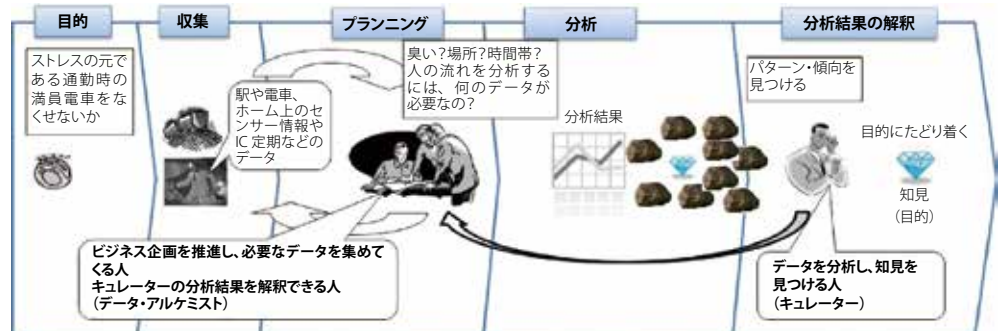 目的
収集
プランニング
分析
分析結果の解釈
ストレスの元で
ある通勤時の
満員電車をな
くせないか
駅や電車、
ホーム上のセ
ンサー情報や
IC定期などの
データ
臭い?場所?時間帯?
人の流れを分析する
には、何のデータが
必要なの?
分析結果
パターン・傾向を
見つける
目的にたどり着く
知見
(目的)
ビジネス企画を推進し、必要なデータを集めて
くる人
キュレーターの分析結果を解釈できる人
(データ・アルケミスト)
データを分析し、知見を
見つける人
(キュレーター)